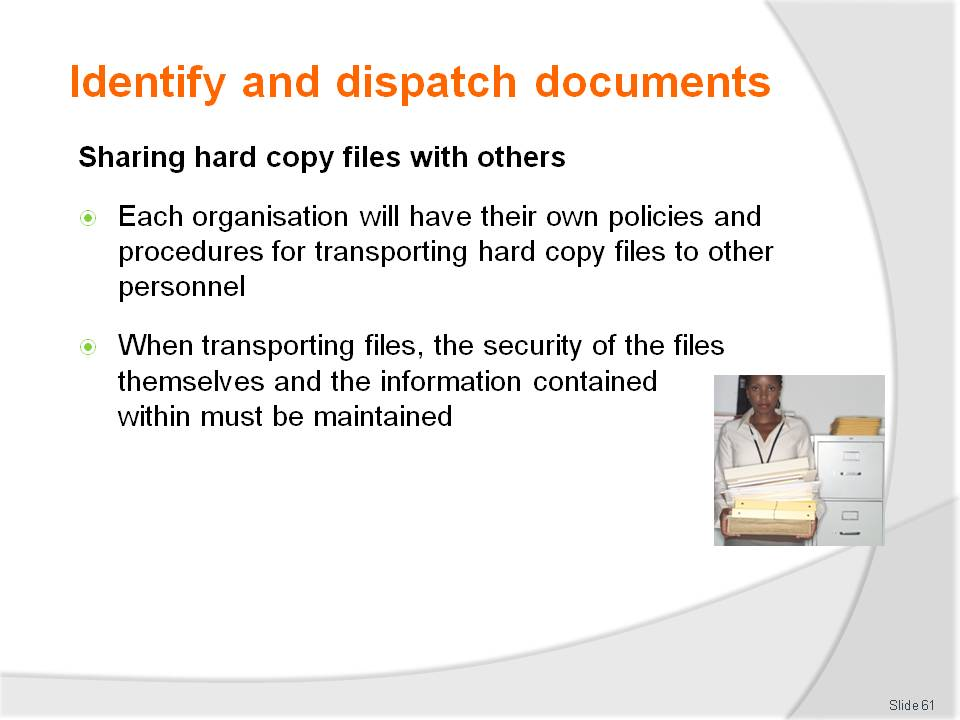 Identify and dispatch documents
Sharing hard copy files with others
Each organisation will have their own policies and
procedures for transporting hard copy files to other
personnel
When transporting files, the security of the files
themselves and the information contained
within must be maintained
Slide 61